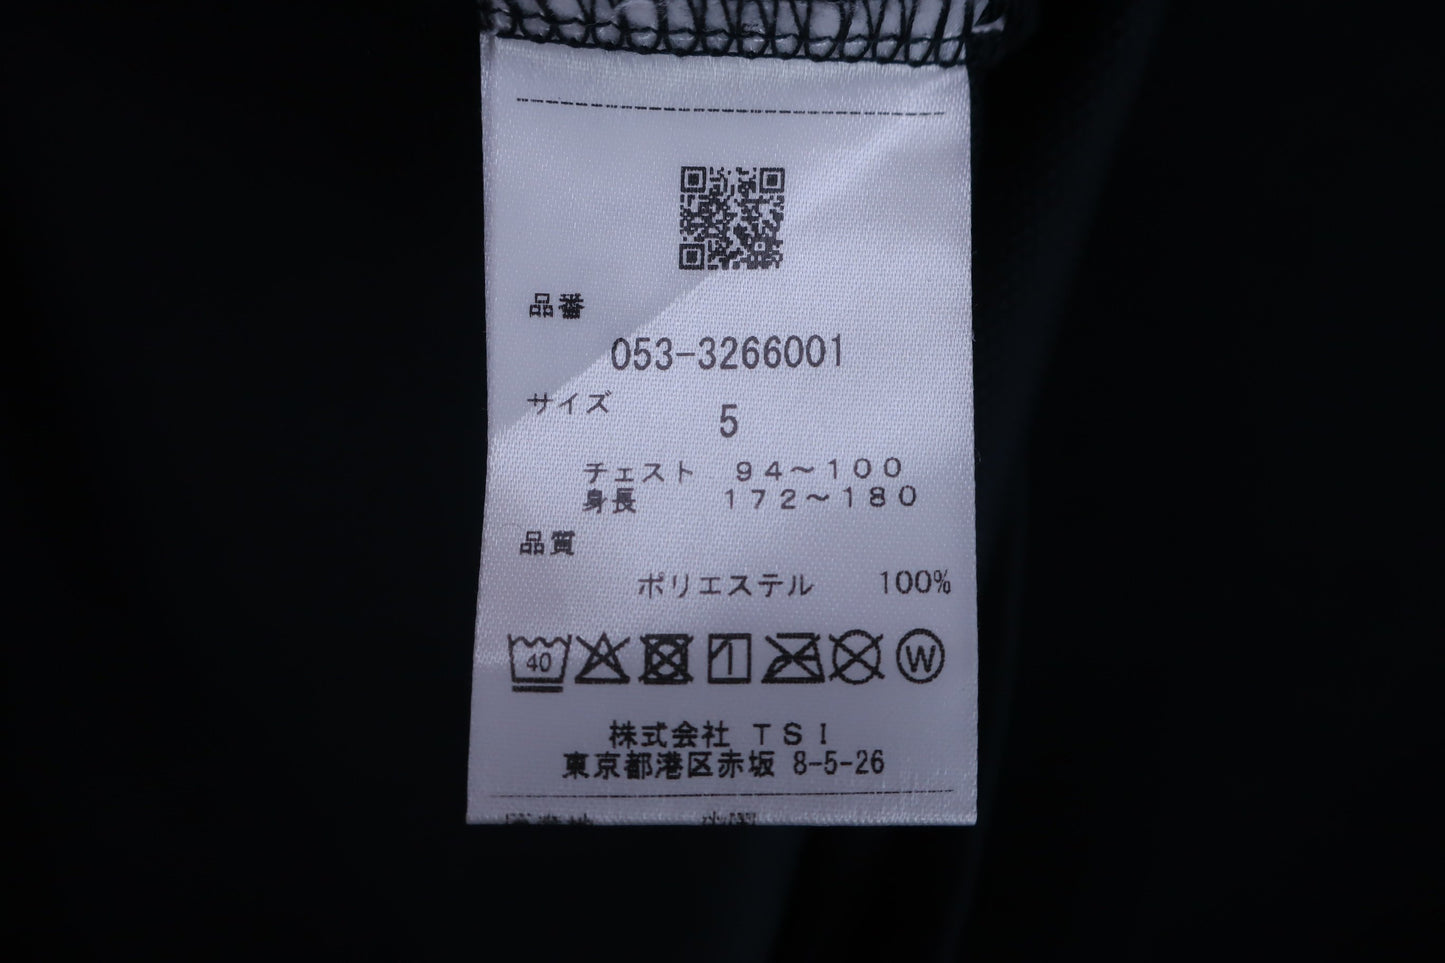 品番
053-3266001
サイズ
5
チェスト 94～100
身長 172～180
品質
ポリエステル 100%
40
W
株式会社 TSI
東京都港区赤坂 8-5-26